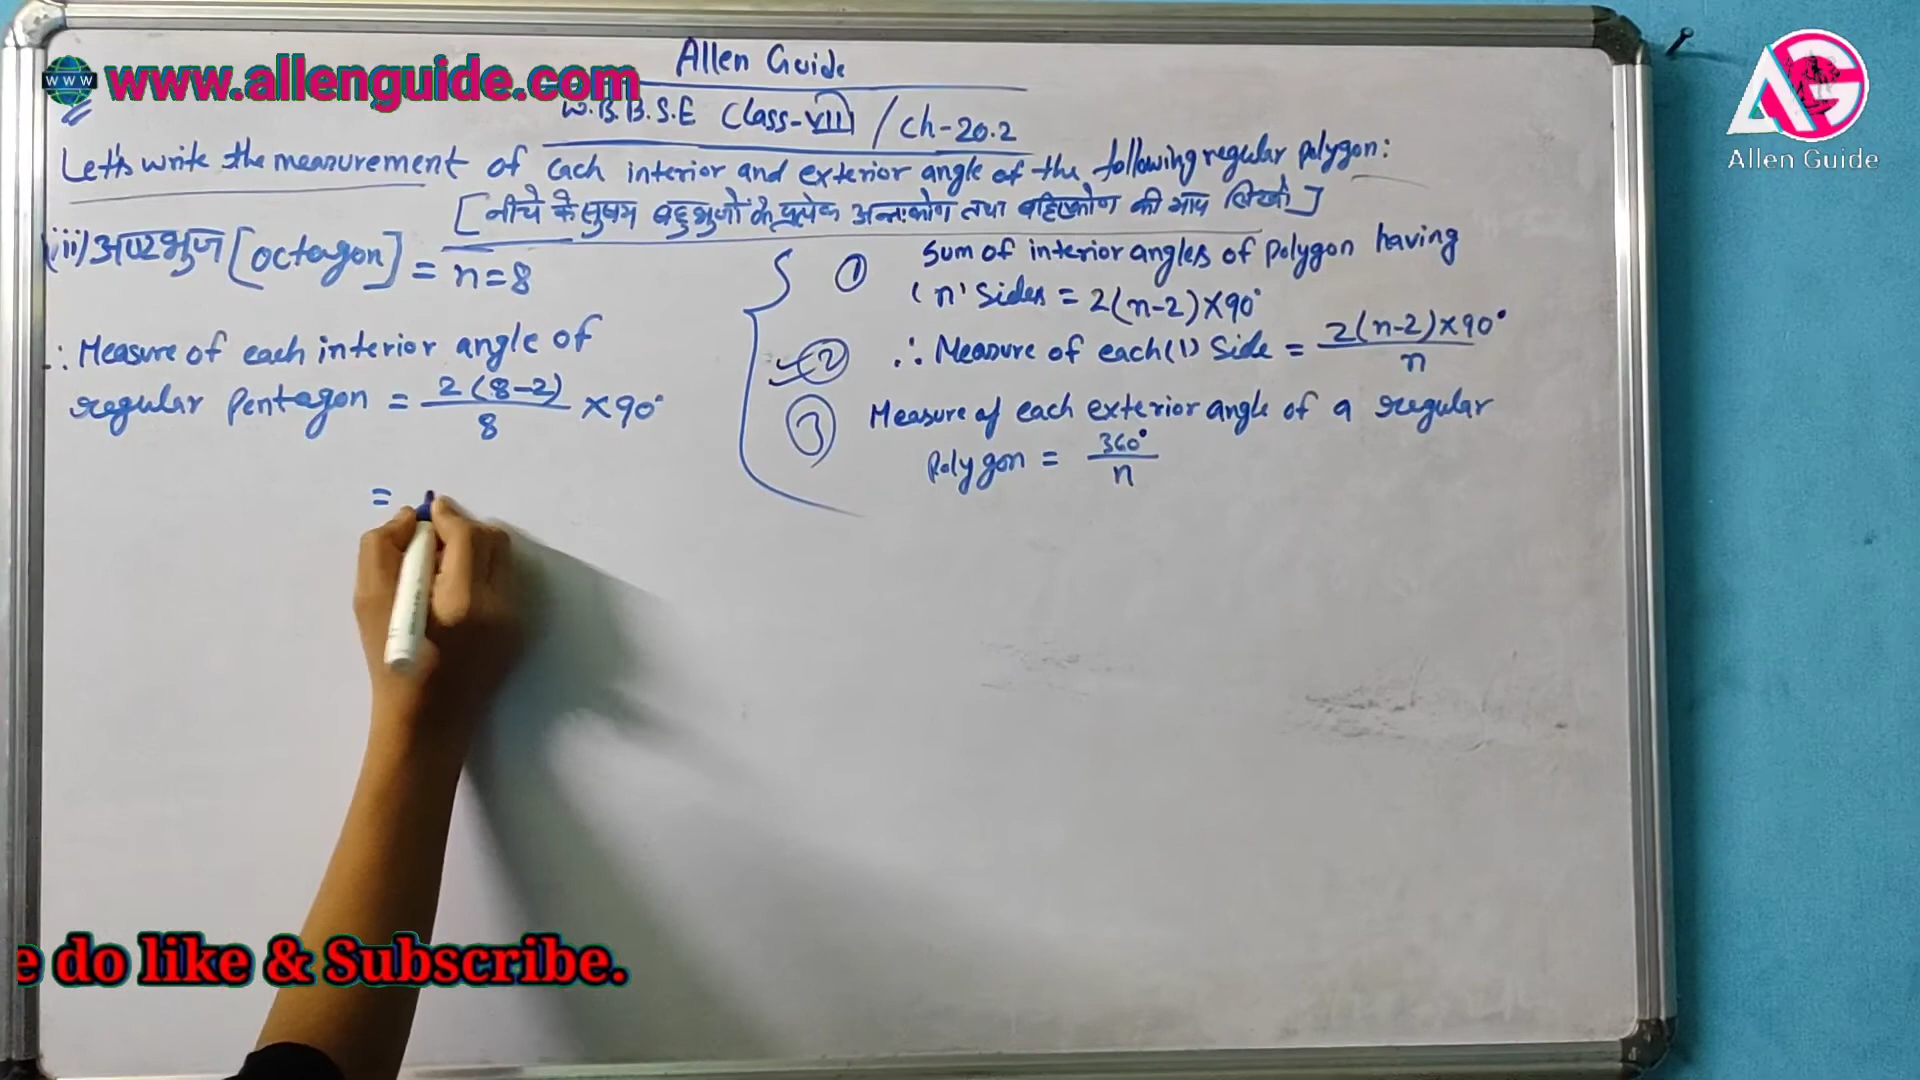 www.allenguide.com
WWW
Allen Guide
W.B.B.S.E Class-VIII / Ch-20.2
Let's write the measurement of each interior and exterior angle of the following regular polygon:
[नीचे के सुषम बहुभुजों के प्रत्येक अन्तःकोण तथा बहिष्कोण की माप लिखो]
(iii) अष्टभुज [octagon] = n=8
∴ Measure of each interior angle of
regular pentagon = 2(8-2)/8 ×90°
=
① Sum of interior angles of polygon having
'n' sides = 2(n-2)×90°
② ∴ Measure of each(1) Side = 2(n-2)×90°/n
③ Measure of each exterior angle of a regular
polygon = 360°/n
AG
Allen Guide
e do like & Subscribe.